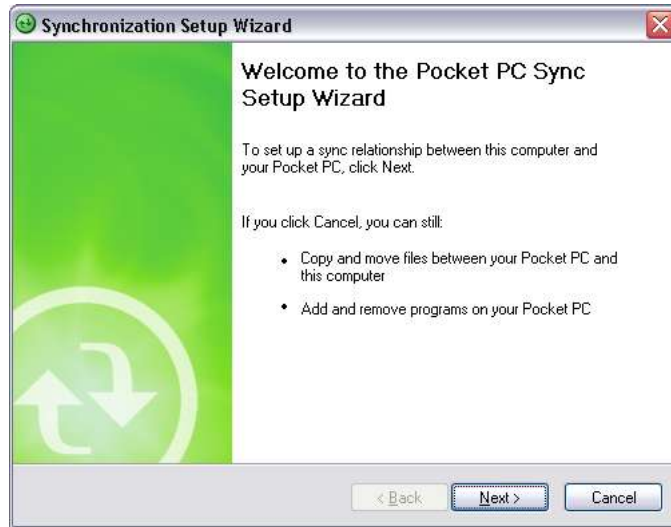 Synchronization Setup Wizard
Welcome to the Pocket PC Sync
Setup Wizard
To set up a sync relationship between this computer and
your Pocket PC, click Next.
If you click Cancel, you can still:
• Copy and move files between your Pocket PC and
this computer
• Add and remove programs on your Pocket PC
< Back Next > Cancel